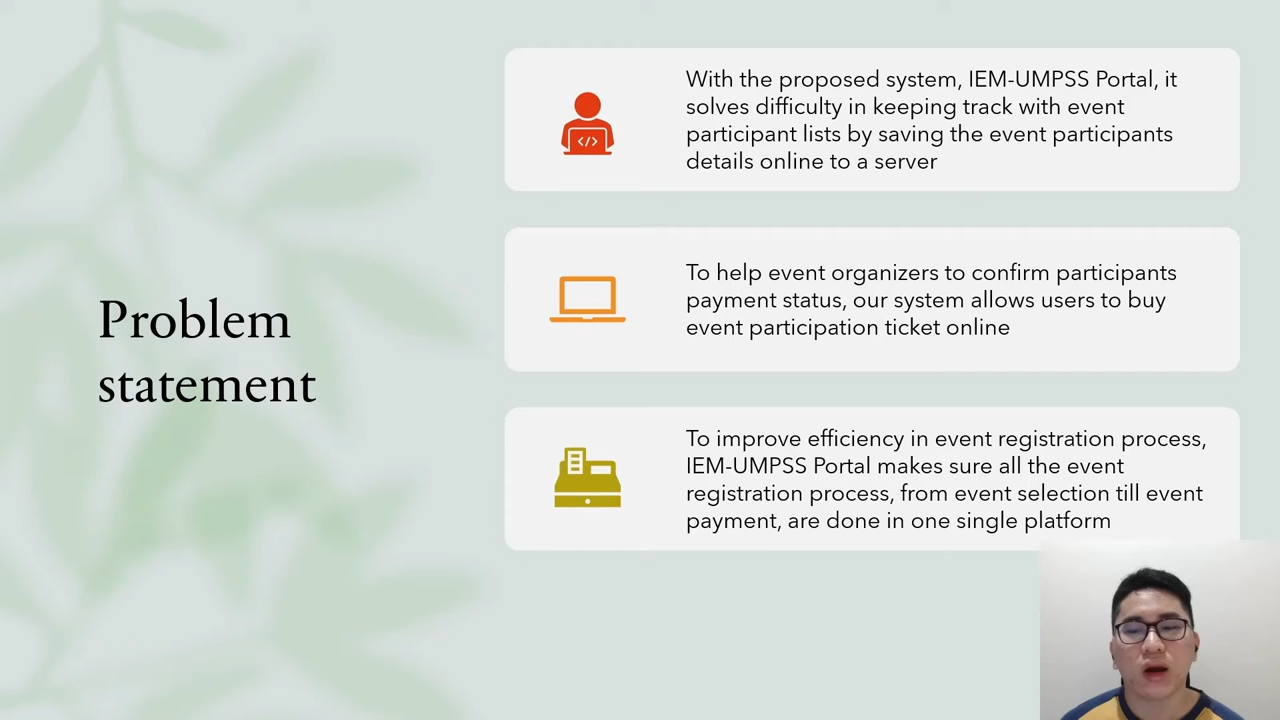 Problem
statement
With the proposed system, IEM-UMPSS Portal, it
solves difficulty in keeping track with event
participant lists by saving the event participants
details online to a server
To help event organizers to confirm participants
payment status, our system allows users to buy
event participation ticket online
To improve efficiency in event registration process,
IEM-UMPSS Portal makes sure all the event
registration process, from event selection till event
payment, are done in one single platform